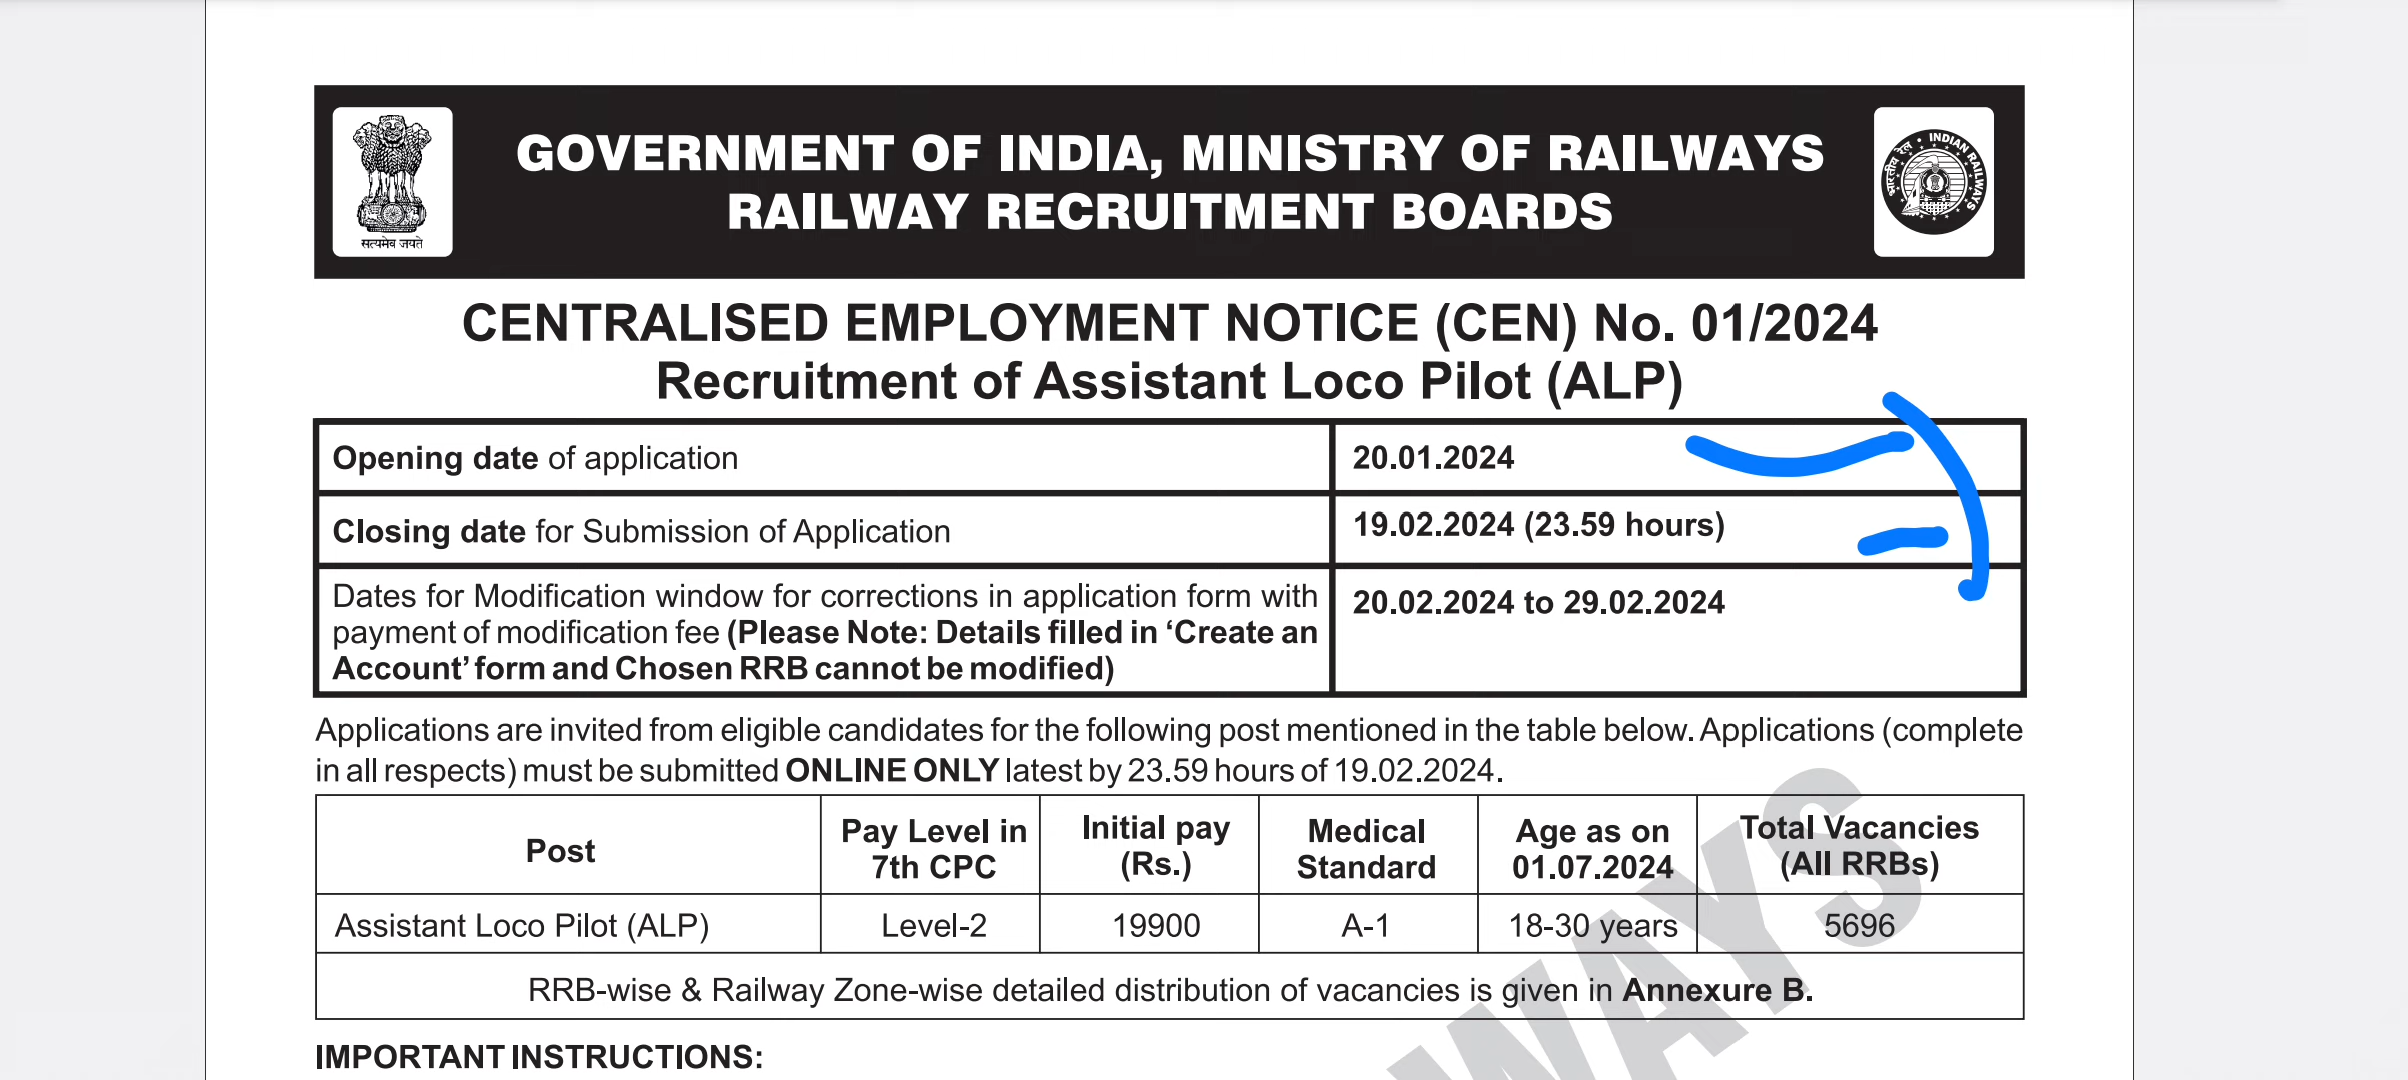 GOVERNMENT OF INDIA, MINISTRY OF RAILWAYS
RAILWAY RECRUITMENT BOARDS
सत्यमेव जयते
भारतीय रेल INDIAN RAILWAYS
CENTRALISED EMPLOYMENT NOTICE (CEN) No. 01/2024
Recruitment of Assistant Loco Pilot (ALP)
Opening date of application 20.01.2024
Closing date for Submission of Application 19.02.2024 (23.59 hours)
Dates for Modification window for corrections in application form with 20.02.2024 to 29.02.2024
payment of modification fee (Please Note: Details filled in ‘Create an
Account’ form and Chosen RRB cannot be modified)
Applications are invited from eligible candidates for the following post mentioned in the table below. Applications (complete
in all respects) must be submitted ONLINE ONLY latest by 23.59 hours of 19.02.2024.
Post Pay Level in 7th CPC Initial pay (Rs.) Medical Standard Age as on 01.07.2024 Total Vacancies (All RRBs)
Assistant Loco Pilot (ALP) Level-2 19900 A-1 18-30 years 5696
RRB-wise & Railway Zone-wise detailed distribution of vacancies is given in Annexure B.
WAYS
IMPORTANT INSTRUCTIONS: